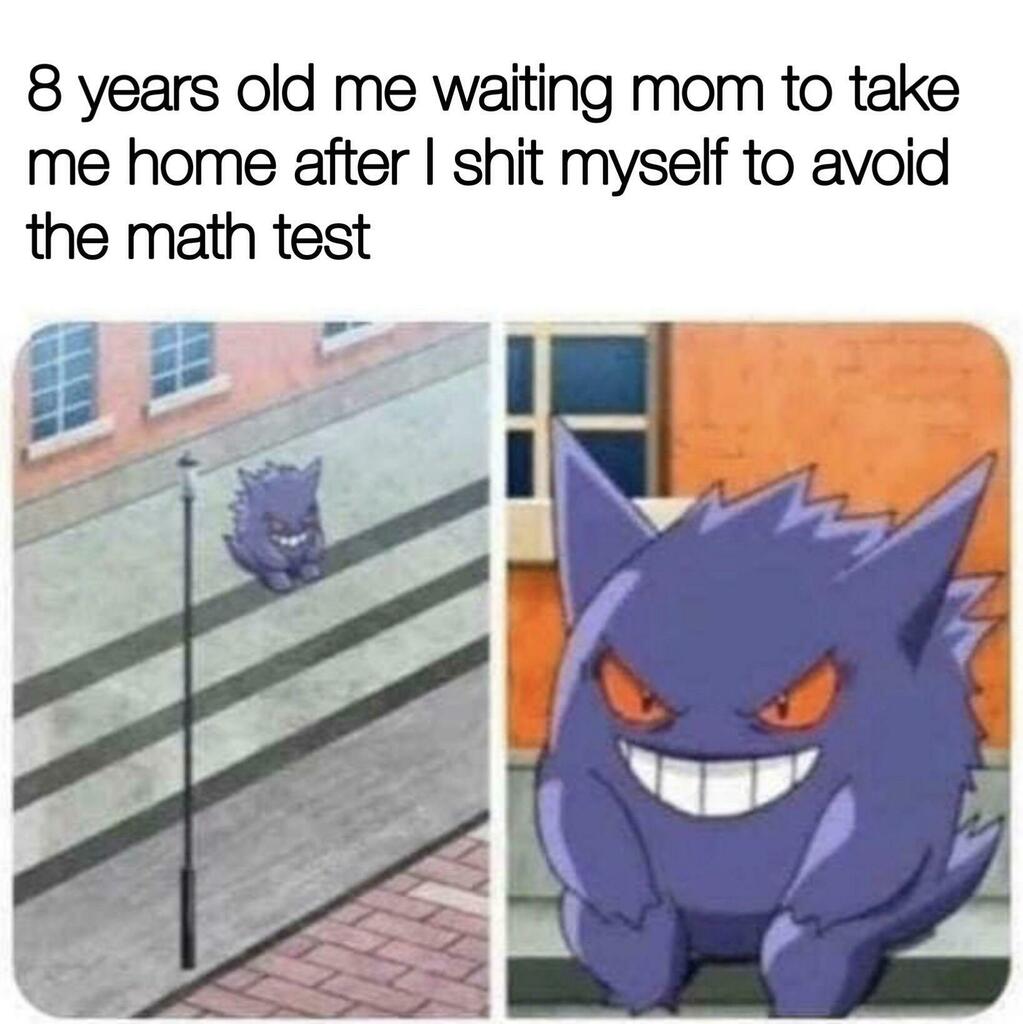 8 years old me waiting mom to take
me home after I shit myself to avoid
the math test